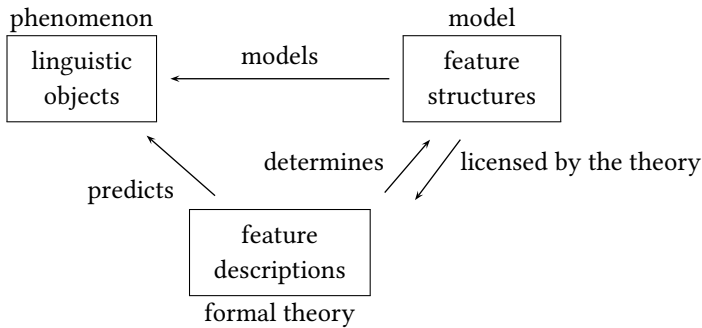 phenomenon
model
linguistic
objects
models
feature
structures
predicts
determines
licensed by the theory
feature
descriptions
formal theory